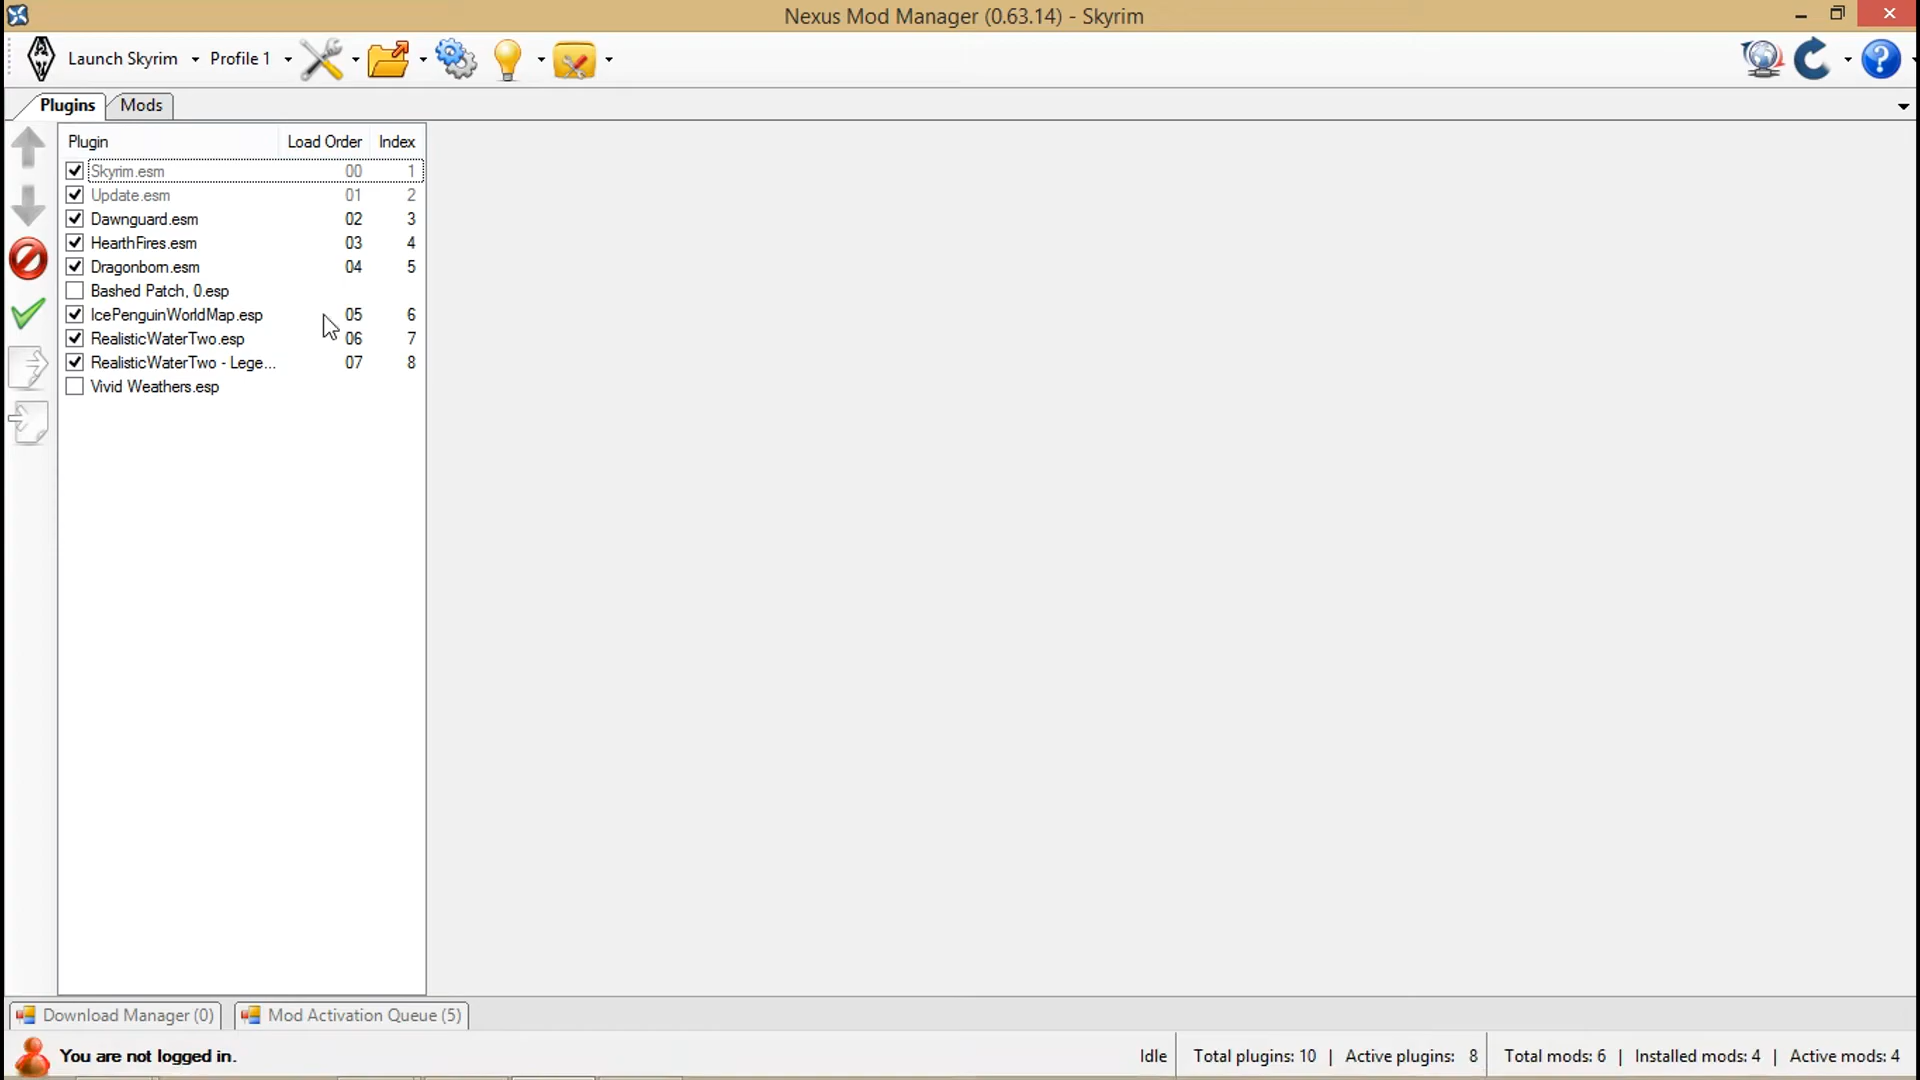 Nexus Mod Manager (0.63.14) - Skyrim
Launch Skyrim Profile 1
Plugins Mods
Plugin Load Order Index
Skyrim.esm 00 1
Update.esm 01 2
Dawnguard.esm 02 3
HearthFires.esm 03 4
Dragonborn.esm 04 5
Bashed Patch, 0.esp
IcePenguinWorldMap.esp 05 6
RealisticWaterTwo.esp 06 7
RealisticWaterTwo - Lege... 07 8
Vivid Weathers.esp
Download Manager (0) Mod Activation Queue (5)
You are not logged in. Idle Total plugins: 10 | Active plugins: 8 Total mods: 6 | Installed mods: 4 | Active mods: 4